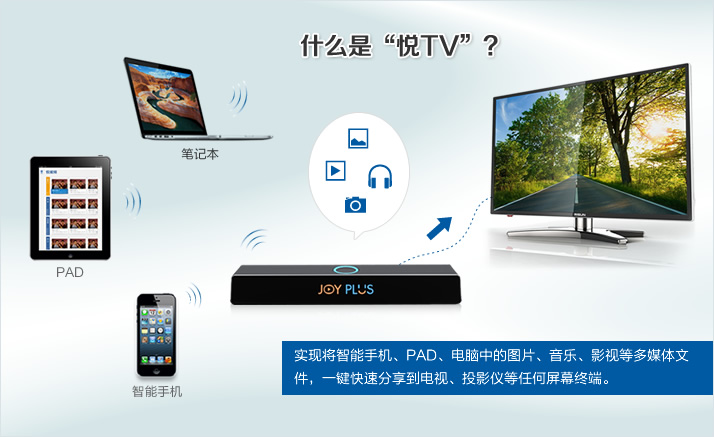 什么是“悦TV”?
笔记本
PAD
JOY PLUS
智能手机
实现将智能手机、PAD、电脑中的图片、音乐、影视等多媒体文
件，一键快速分享到电视、投影仪等任何屏幕终端。